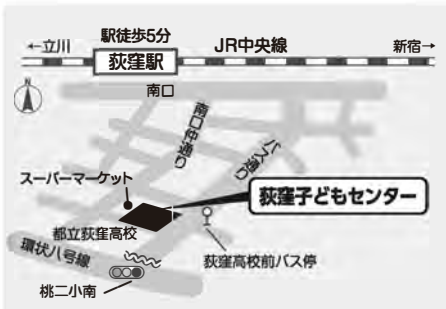 駅徒歩5分
←立川
荻窪駅
JR中央線
新宿→
N
南口
南口仲通り
バス通り
スーパーマーケット
荻窪子どもセンター
都立荻窪高校
環状八号線
荻窪高校前バス停
桃二小南